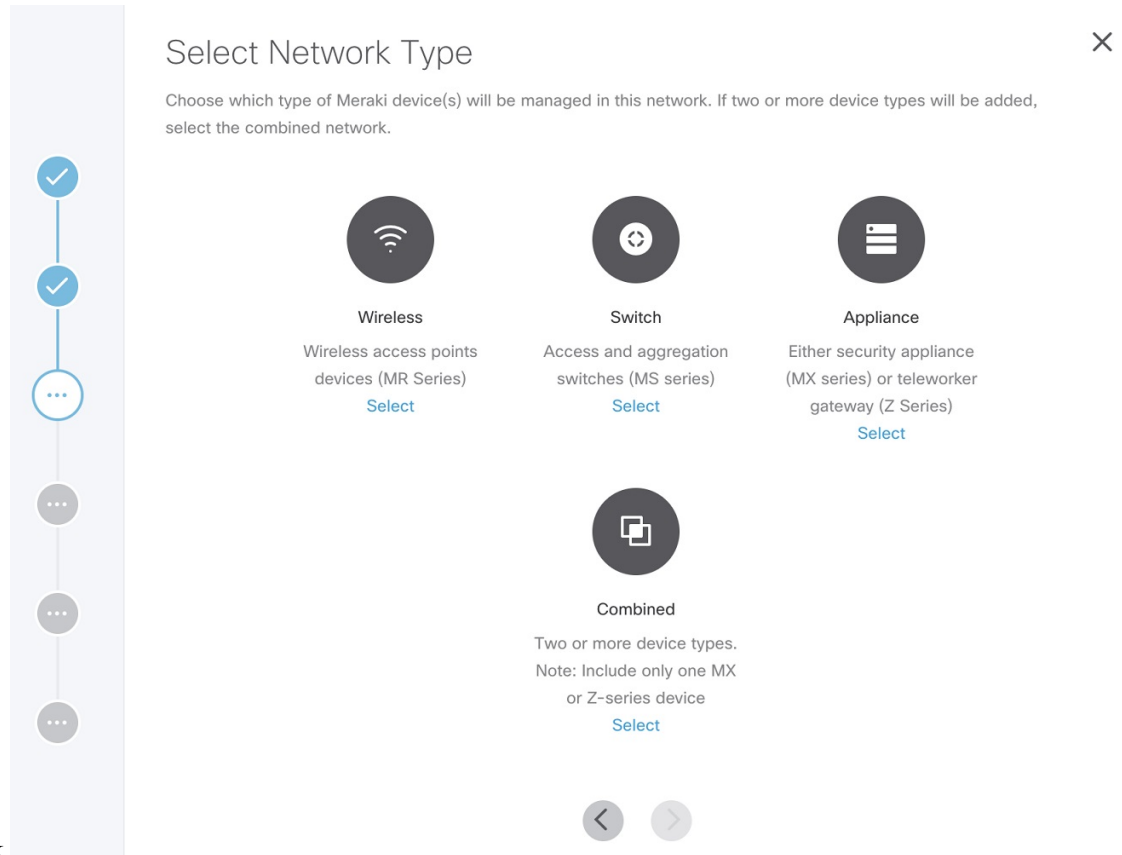 Select Network Type
Choose which type of Meraki device(s) will be managed in this network. If two or more device types will be added,
select the combined network.
Wireless
Wireless access points
devices (MR Series)
Select
Switch
Access and aggregation
switches (MS series)
Select
Appliance
Either security appliance
(MX series) or teleworker
gateway (Z Series)
Select
Combined
Two or more device types.
Note: Include only one MX
or Z-series device
Select